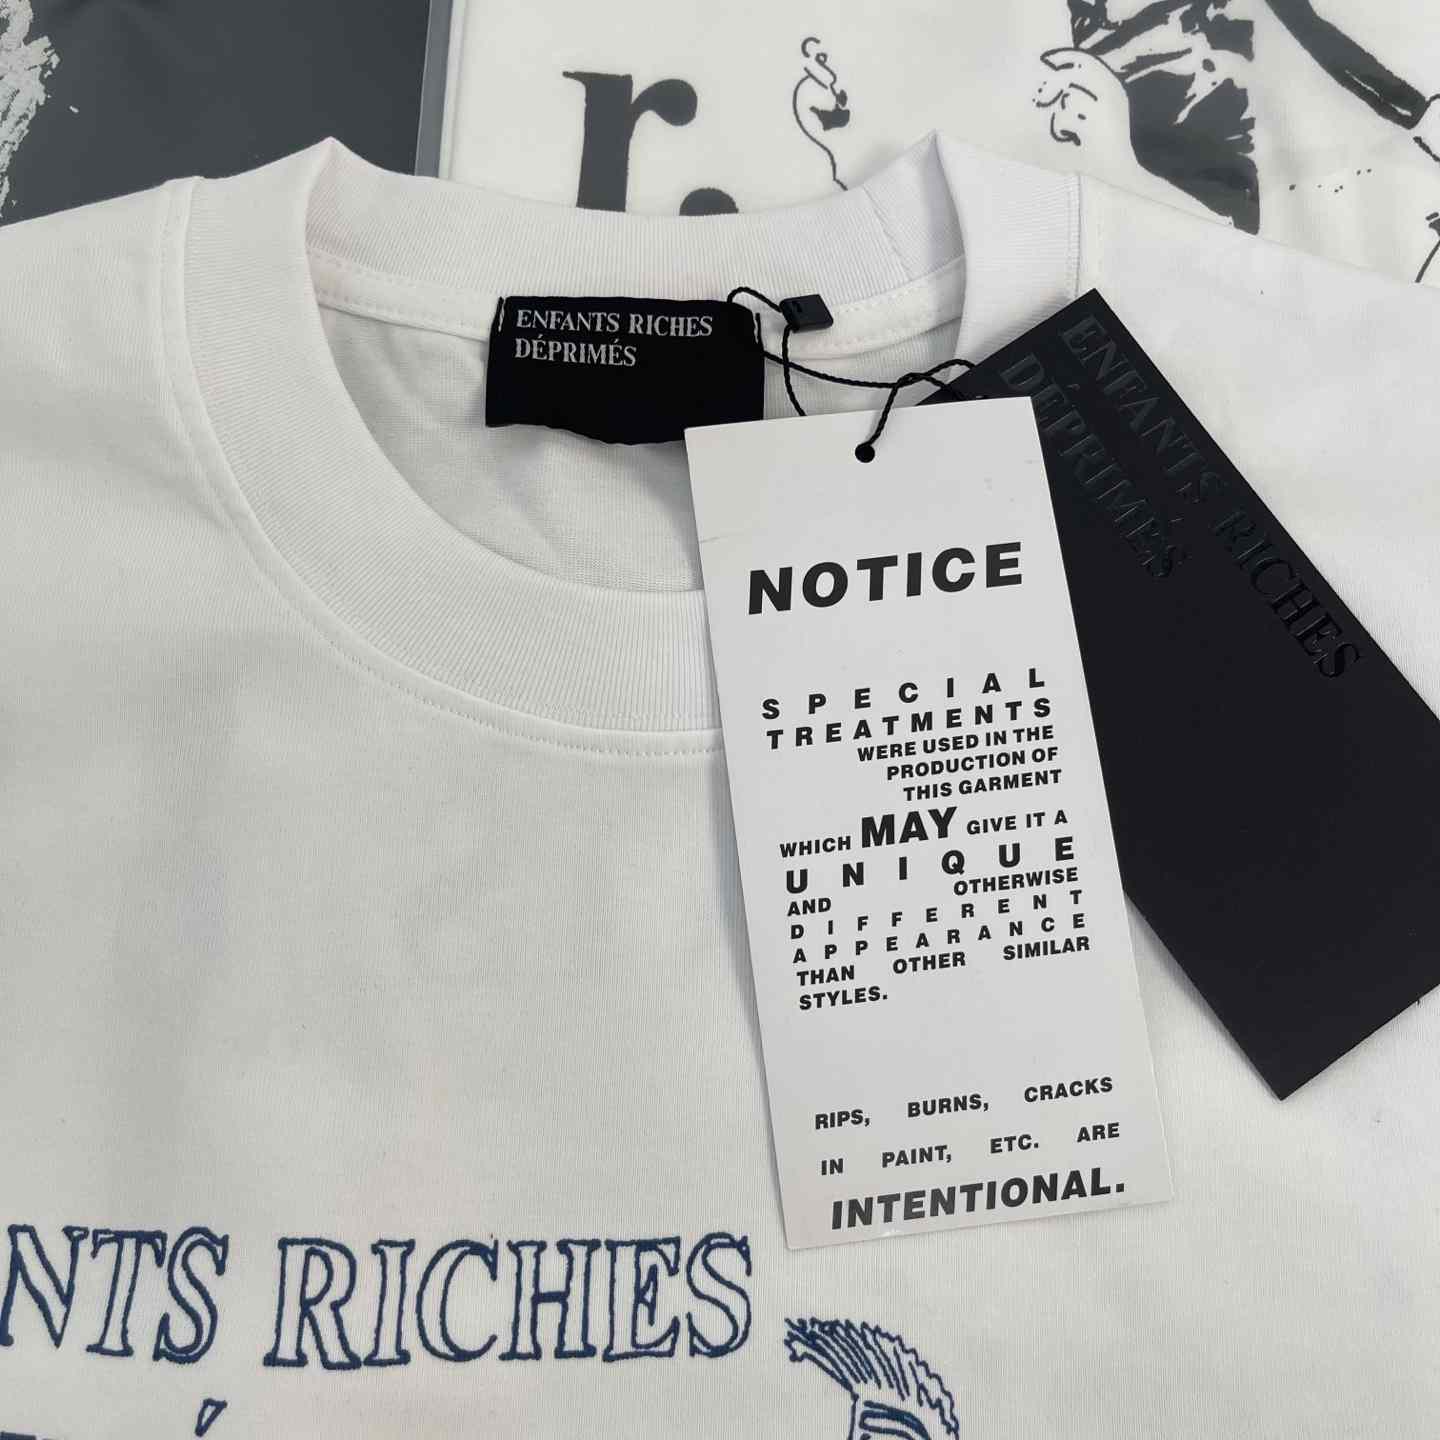 r.
ENFANTS RICHES
DÉPRIMÉS
ENFANTS RICHES
DÉPRIMÉS
NOTICE
SPECIAL
TREATMENTS
WERE USED IN THE
PRODUCTION OF
THIS GARMENT
WHICH MAY GIVE IT A
UNIQUE
AND OTHERWISE
DIFFERENT
APPEARANCE
THAN OTHER SIMILAR
STYLES.
RIPS, BURNS, CRACKS
IN PAINT, ETC. ARE
INTENTIONAL.
NTS RICHES